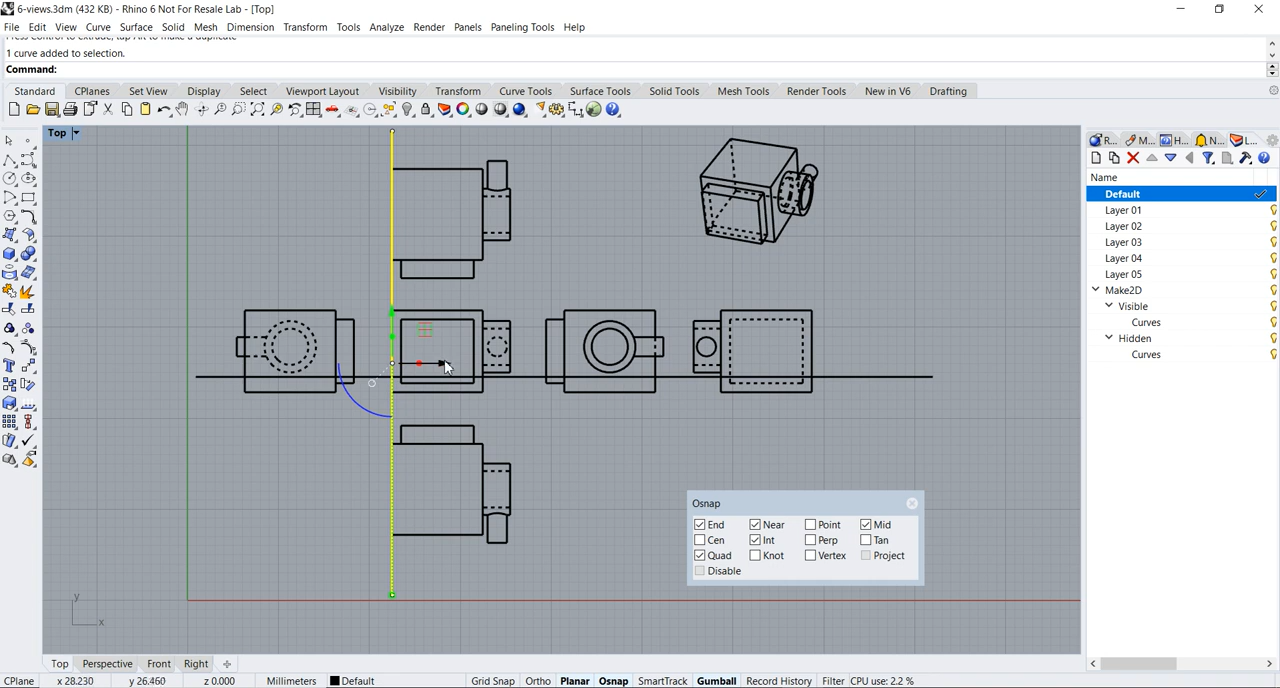 6-views.3dm (432 KB) - Rhino 6 Not For Resale Lab - [Top]
File Edit View Curve Surface Solid Mesh Dimension Transform Tools Analyze Render Panels Paneling Tools Help
1 curve added to selection.
Command:
Standard CPlanes Set View Display Select Viewport Layout Visibility Transform Curve Tools Surface Tools Solid Tools Mesh Tools Render Tools New in V6 Drafting
Top
R... M... H... N... L...
Name
Default
Layer 01
Layer 02
Layer 03
Layer 04
Layer 05
Make2D
Visible
Curves
Hidden
Curves
Osnap
End Near Point Mid
Cen Int Perp Tan
Quad Knot Vertex Project
Disable
y
x
Top Perspective Front Right
CPlane x 28.230 y 26.460 z 0.000 Millimeters Default Grid Snap Ortho Planar Osnap SmartTrack Gumball Record History Filter CPU use: 2.2 %